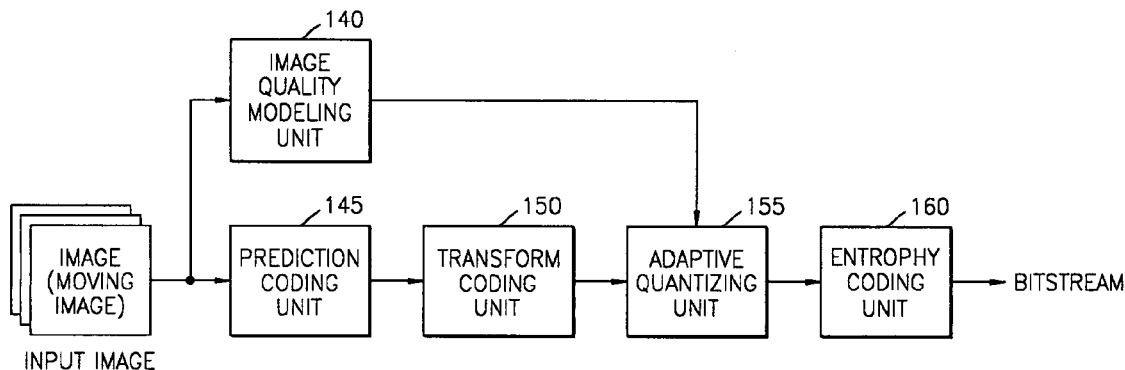 140
IMAGE
QUALITY
MODELING
UNIT
145
150
155
160
IMAGE
(MOVING
IMAGE)
PREDICTION
CODING
UNIT
TRANSFORM
CODING
UNIT
ADAPTIVE
QUANTIZING
UNIT
ENTROPHY
CODING
UNIT
BITSTREAM
INPUT IMAGE